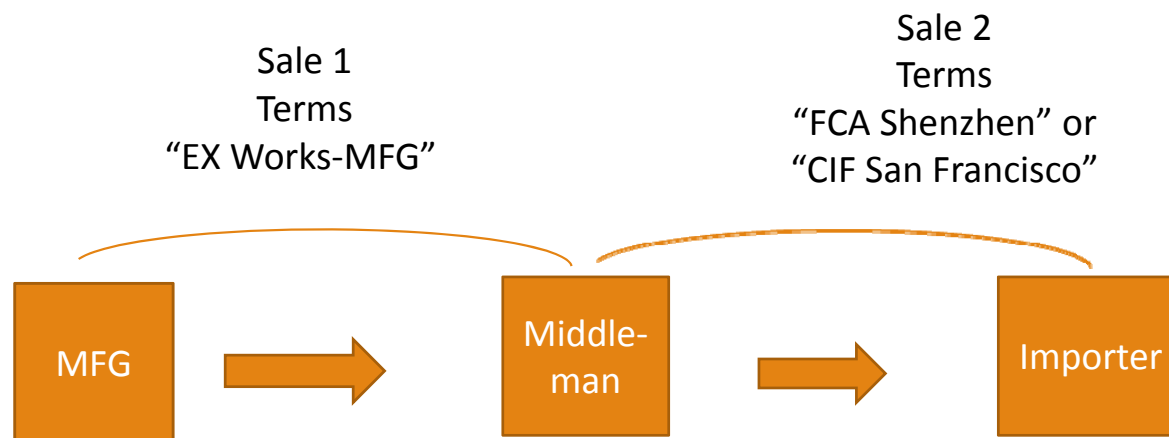 Sale 1
Terms
“EX Works-MFG”
Sale 2
Terms
“FCA Shenzhen” or
“CIF San Francisco”
MFG
Middle-
man
Importer